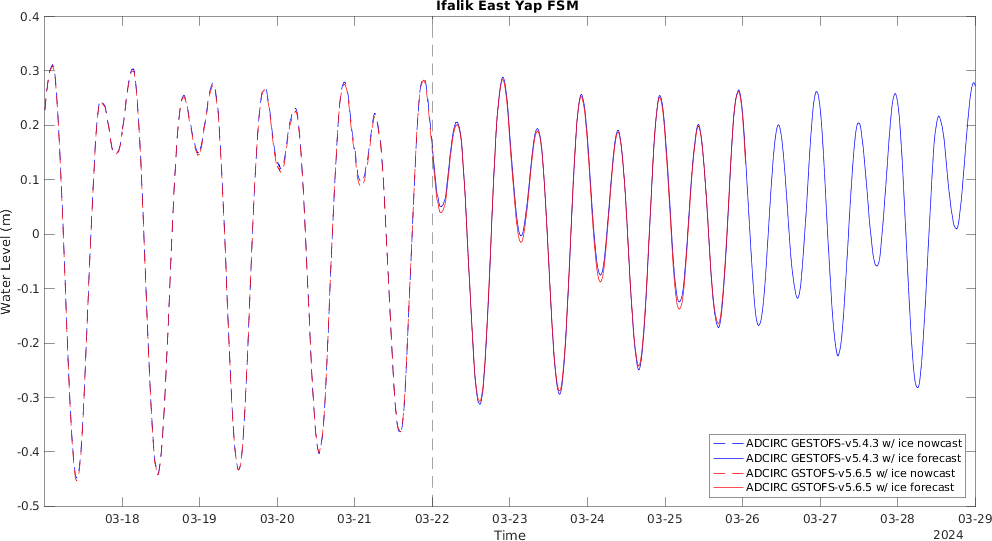 Ifalik East Yap FSM
0.4
0.3
0.2
0.1
0
-0.1
-0.2
-0.3
-0.4
-0.5
Water Level (m)
ADCIRC GESTOFS-v5.4.3 w/ ice nowcast
ADCIRC GESTOFS-v5.4.3 w/ ice forecast
ADCIRC GSTOFS-v5.6.5 w/ ice nowcast
ADCIRC GSTOFS-v5.6.5 w/ ice forecast
03-18 03-19 03-20 03-21 03-22 03-23 03-24 03-25 03-26 03-27 03-28 03-29
Time
2024